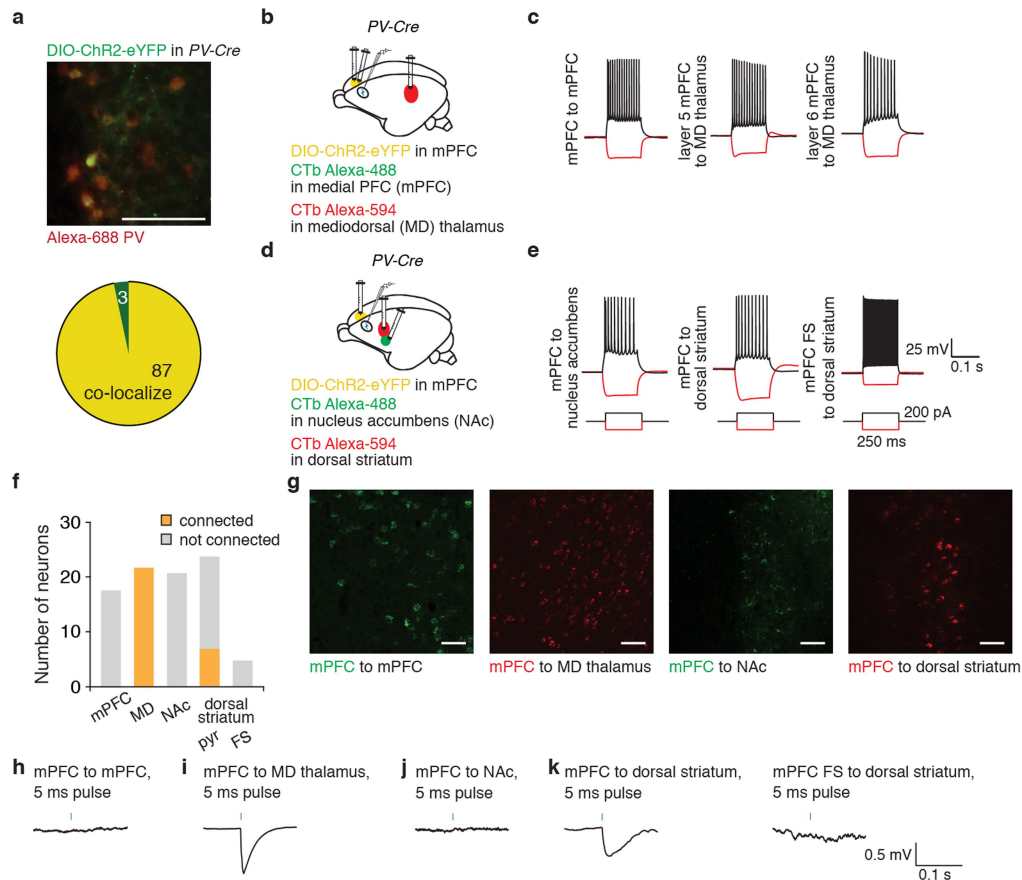 a
DIO-ChR2-eYFP in PV-Cre
Alexa-688 PV
3
87
co-localize
b
PV-Cre
DIO-ChR2-eYFP in mPFC
CTb Alexa-488
in medial PFC (mPFC)
CTb Alexa-594
in mediodorsal (MD) thalamus
c
mPFC to mPFC
layer 5 mPFC
to MD thalamus
layer 6 mPFC
to MD thalamus
d
PV-Cre
DIO-ChR2-eYFP in mPFC
CTb Alexa-488
in nucleus accumbens (NAc)
CTb Alexa-594
in dorsal striatum
e
mPFC to
nucleus accumbens
mPFC to
dorsal striatum
mPFC FS
to dorsal striatum
25 mV
0.1 s
200 pA
250 ms
f
connected
not connected
Number of neurons
30
20
10
0
mPFC
MD
NAc
dorsal
striatum
pyr
FS
g
mPFC to mPFC
mPFC to MD thalamus
mPFC to NAc
mPFC to dorsal striatum
h
mPFC to mPFC,
5 ms pulse
i
mPFC to MD thalamus,
5 ms pulse
j
mPFC to NAc,
5 ms pulse
k
mPFC to dorsal striatum,
5 ms pulse
mPFC FS to dorsal striatum,
5 ms pulse
0.5 mV
0.1 s